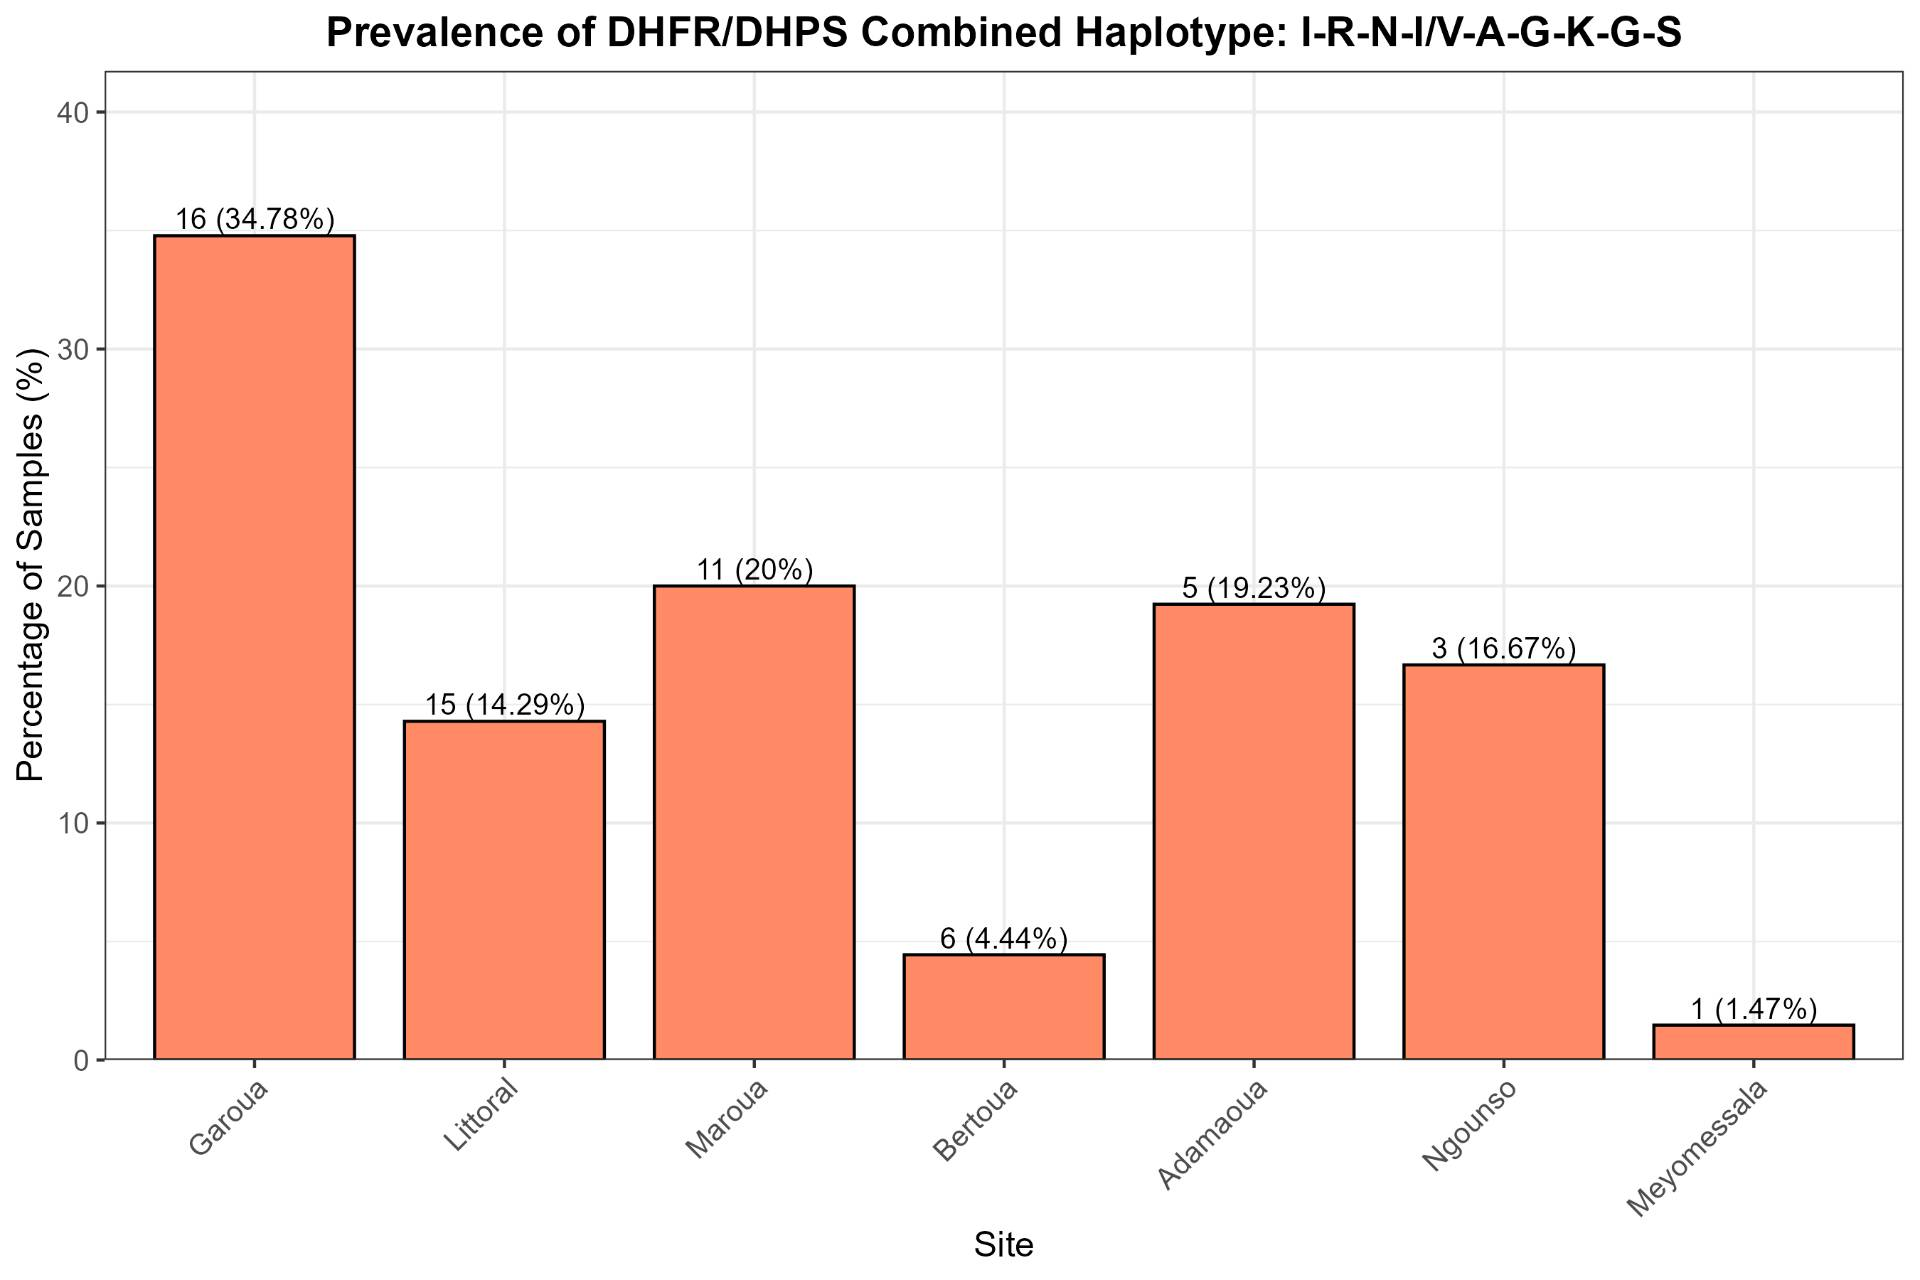 Prevalence of DHFR/DHPS Combined Haplotype: I-R-N-I/V-A-G-K-G-S
Percentage of Samples (%)
40
30
20
10
0
16 (34.78%)
15 (14.29%)
11 (20%)
6 (4.44%)
5 (19.23%)
3 (16.67%)
1 (1.47%)
Garoua
Littoral
Maroua
Bertoua
Adamaoua
Ngounso
Meyomessala
Site